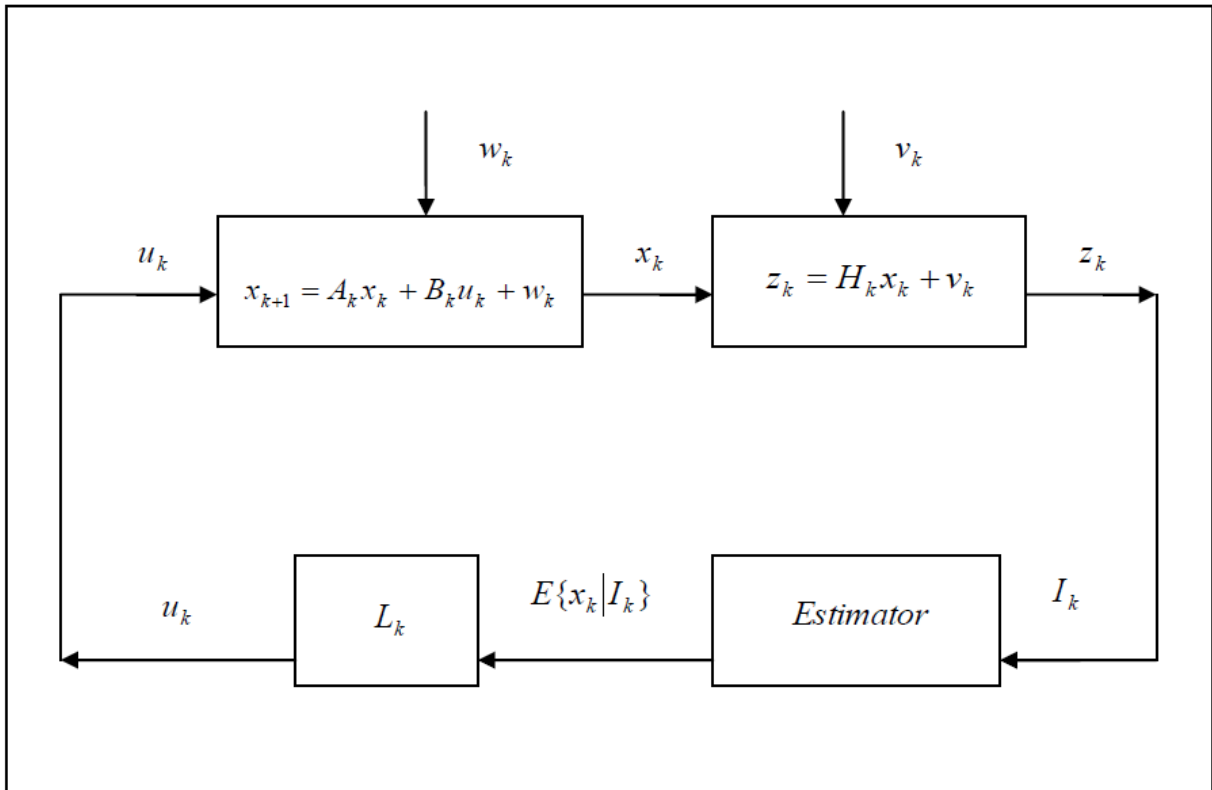 w_k
v_k
u_k
x_{k+1} = A_k x_k + B_k u_k + w_k
x_k
z_k = H_k x_k + v_k
z_k
u_k
L_k
E{x_k|I_k}
Estimator
I_k